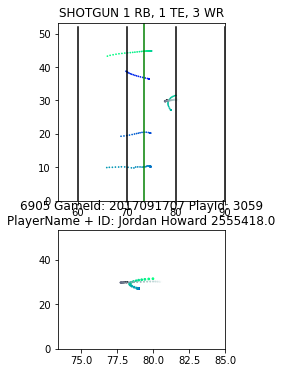 SHOTGUN 1 RB, 1 TE, 3 WR
50
40
30
20
10
0
60 70 80 90
6905 GameId: 2017091707 PlayId: 3059
PlayerName + ID: Jordan Howard 2555418.0
40
20
0
75.0 77.5 80.0 82.5 85.0